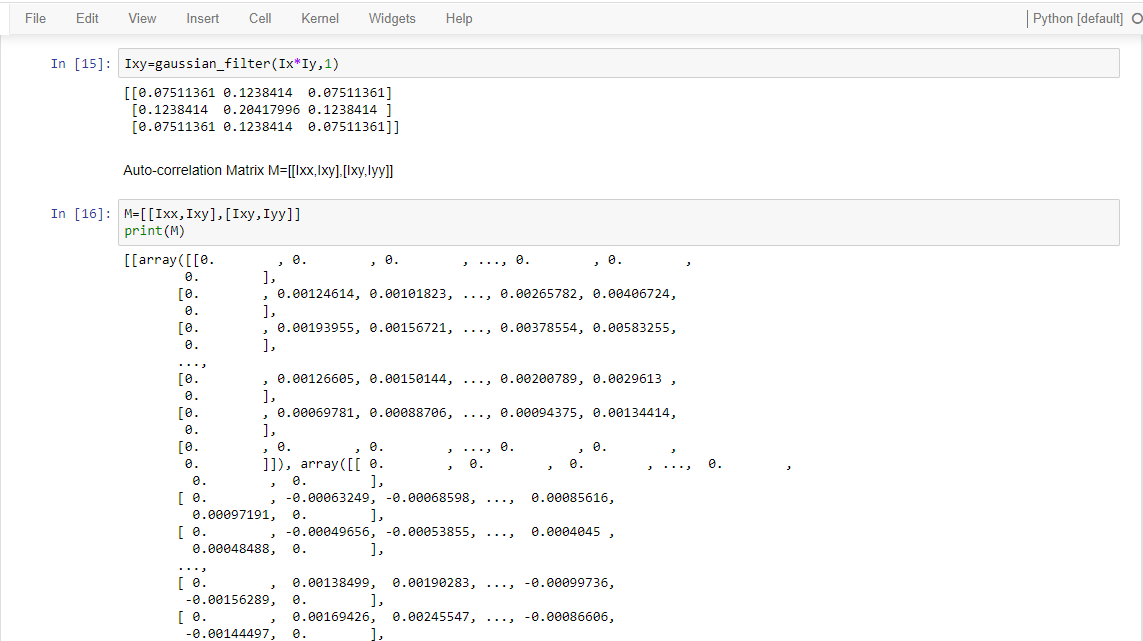 File Edit View Insert Cell Kernel Widgets Help Python [default]
In [15]: Ixy=gaussian_filter(Ix*Iy,1)
[[0.07511361 0.1238414  0.07511361]
[0.1238414  0.20417996 0.1238414 ]
[0.07511361 0.1238414  0.07511361]]
Auto-correlation Matrix M=[[Ixx,Ixy],[Ixy,Iyy]]
In [16]: M=[[Ixx,Ixy],[Ixy,Iyy]]
print(M)
[[array([[0.        , 0.        , 0.        , ..., 0.        , 0.        ,
0.        ],
[0.        , 0.00124614, 0.00101823, ..., 0.00265782, 0.00406724,
0.        ],
[0.        , 0.00193955, 0.00156721, ..., 0.00378554, 0.00583255,
0.        ],
...,
[0.        , 0.00126605, 0.00150144, ..., 0.00200789, 0.0029613 ,
0.        ],
[0.        , 0.00069781, 0.00088706, ..., 0.00094375, 0.00134414,
0.        ],
[0.        , 0.        , 0.        , ..., 0.        , 0.        ,
0.        ]]), array([[ 0.        ,  0.        ,  0.        , ...,  0.        ,
0.        ,  0.        ],
[ 0.        , -0.00063249, -0.00068598, ...,  0.00085616,
0.00097191,  0.        ],
[ 0.        , -0.00049656, -0.00053855, ...,  0.0004045 ,
0.00048488,  0.        ],
...,
[ 0.        ,  0.00138499,  0.00190283, ..., -0.00099736,
-0.00156289,  0.        ],
[ 0.        ,  0.00169426,  0.00245547, ..., -0.00086606,
-0.00144497,  0.        ],